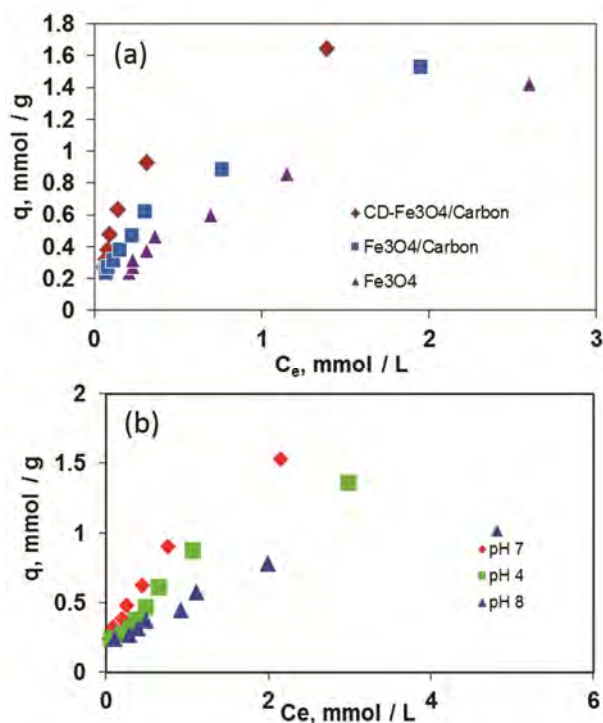 (a)
q, mmol / g
1.8
1.6
1.4
1.2
1
0.8
0.6
0.4
0.2
0
0
1
2
3
CD-Fe3O4/Carbon
Fe3O4/Carbon
Fe3O4
Ce, mmol / L
(b)
q, mmol / g
2
1.5
1
0.5
0
0
2
4
6
pH 7
pH 4
pH 8
Ce, mmol / L